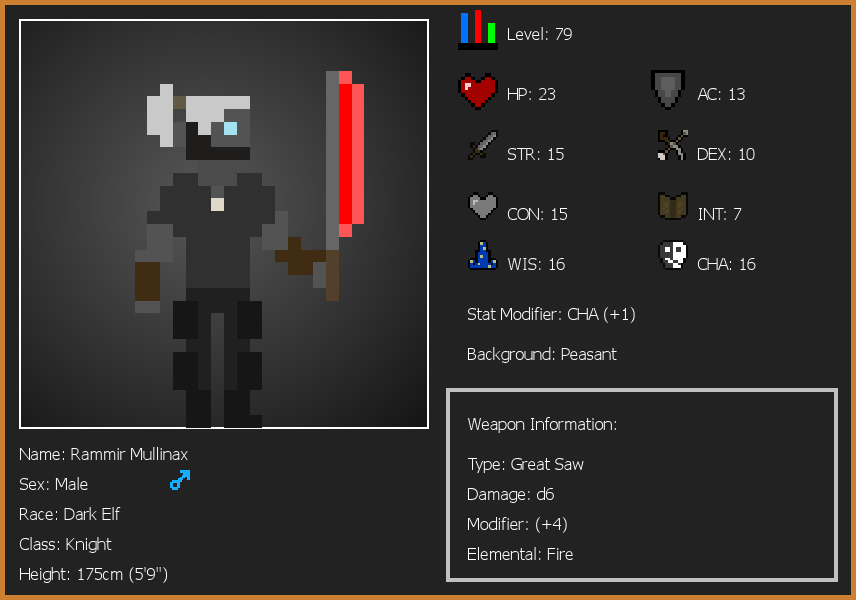 Level: 79
HP: 23
AC: 13
STR: 15
DEX: 10
CON: 15
INT: 7
WIS: 16
CHA: 16
Stat Modifier: CHA (+1)
Background: Peasant
Weapon Information:
Type: Great Saw
Damage: d6
Modifier: (+4)
Elemental: Fire
Name: Rammir Mullinax
Sex: Male
Race: Dark Elf
Class: Knight
Height: 175cm (5'9")